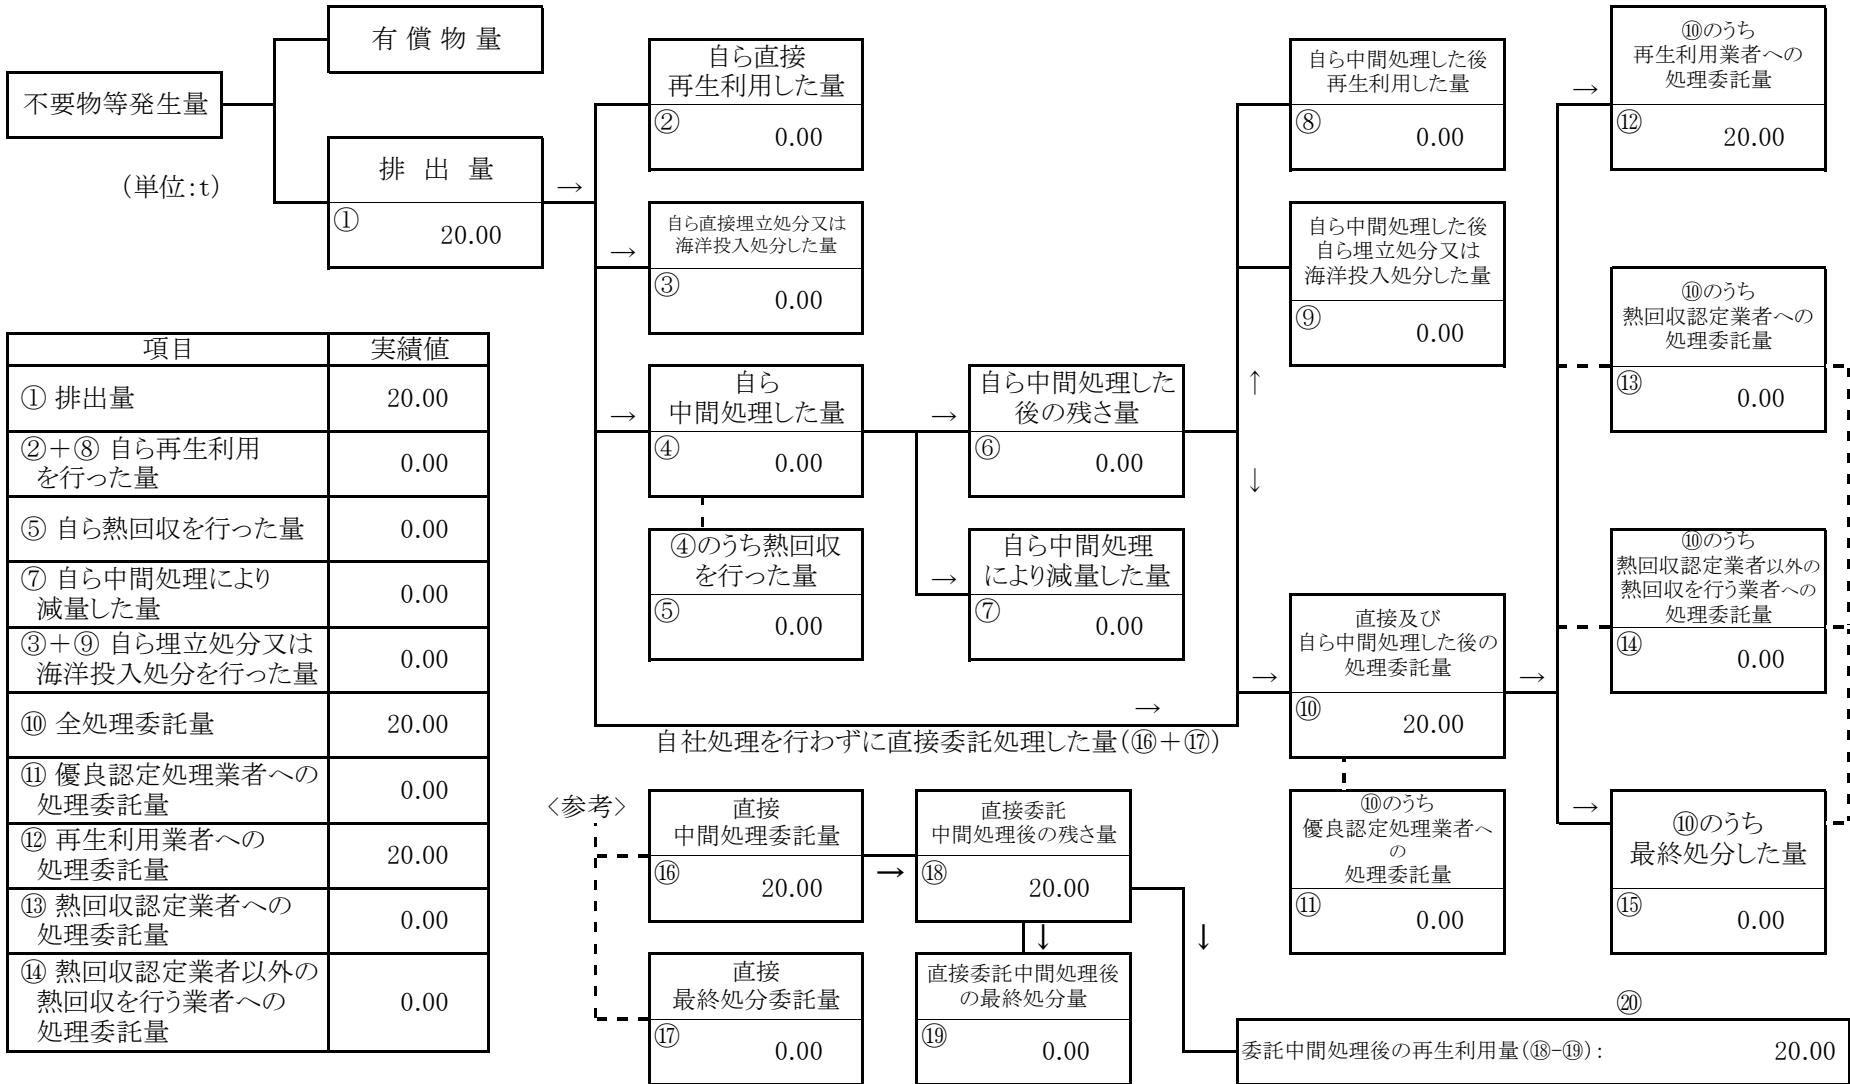 不要物等発生量
(単位:t)
有 償 物 量
排 出 量
① 20.00
→
自ら直接
再生利用した量
② 0.00
→
自ら直接埋立処分又は
海洋投入処分した量
③ 0.00
→
自ら
中間処理した量
④ 0.00
④のうち熱回収
を行った量
⑤ 0.00
→
自ら中間処理した
後の残さ量
⑥ 0.00
→
自ら中間処理
により減量した量
⑦ 0.00
↑
↓
自ら中間処理した後
再生利用した量
⑧ 0.00
自ら中間処理した後
自ら埋立処分又は
海洋投入処分した量
⑨ 0.00
→
自社処理を行わずに直接委託処理した量(⑯+⑰)
→
直接及び
自ら中間処理した後の
処理委託量
⑩ 20.00
⑩のうち
優良認定処理業者へ
の
処理委託量
⑪ 0.00
→
→
⑩のうち
再生利用業者への
処理委託量
⑫ 20.00
⑩のうち
熱回収認定業者への
処理委託量
⑬ 0.00
⑩のうち
熱回収認定業者以外の
熱回収を行う業者への
処理委託量
⑭ 0.00
→
⑩のうち
最終処分した量
⑮ 0.00
項目 実績値
① 排出量 20.00
②+⑧ 自ら再生利用
を行った量 0.00
⑤ 自ら熱回収を行った量 0.00
⑦ 自ら中間処理により
減量した量 0.00
③+⑨ 自ら埋立処分又は
海洋投入処分を行った量 0.00
⑩ 全処理委託量 20.00
⑪ 優良認定処理業者への
処理委託量 0.00
⑫ 再生利用業者への
処理委託量 20.00
⑬ 熱回収認定業者への
処理委託量 0.00
⑭ 熱回収認定業者以外の
熱回収を行う業者への
処理委託量 0.00
<参考>
直接
中間処理委託量
⑯ 20.00
→
直接委託
中間処理後の残さ量
⑱ 20.00
↓
↓
直接
最終処分委託量
⑰ 0.00
直接委託中間処理後
の最終処分量
⑲ 0.00
⑳
委託中間処理後の再生利用量(⑱-⑲): 20.00